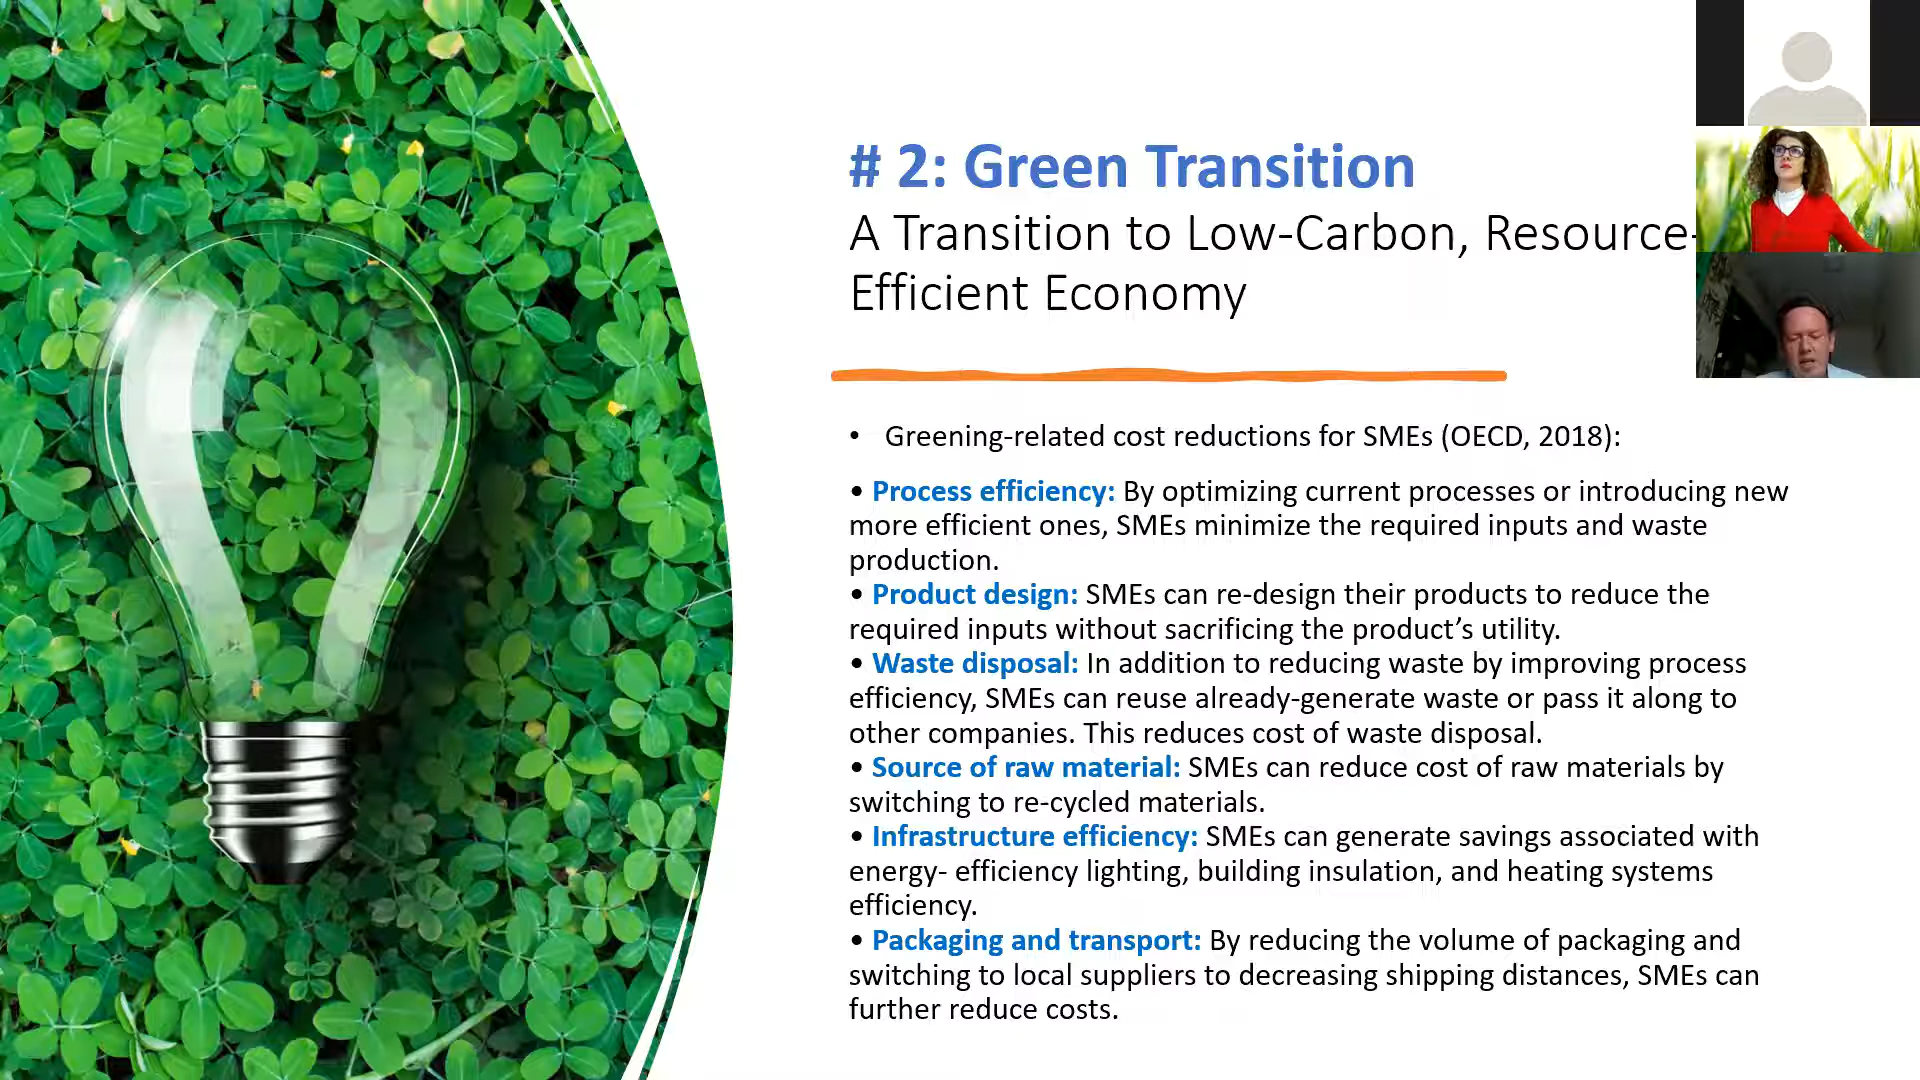 # 2: Green Transition
A Transition to Low-Carbon, Resource-
Efficient Economy
• Greening-related cost reductions for SMEs (OECD, 2018):
• Process efficiency: By optimizing current processes or introducing new
more efficient ones, SMEs minimize the required inputs and waste
production.
• Product design: SMEs can re-design their products to reduce the
required inputs without sacrificing the product’s utility.
• Waste disposal: In addition to reducing waste by improving process
efficiency, SMEs can reuse already-generate waste or pass it along to
other companies. This reduces cost of waste disposal.
• Source of raw material: SMEs can reduce cost of raw materials by
switching to re-cycled materials.
• Infrastructure efficiency: SMEs can generate savings associated with
energy- efficiency lighting, building insulation, and heating systems
efficiency.
• Packaging and transport: By reducing the volume of packaging and
switching to local suppliers to decreasing shipping distances, SMEs can
further reduce costs.